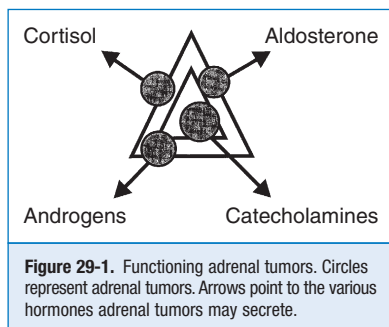 Cortisol
Aldosterone
Androgens
Catecholamines
Figure 29-1. Functioning adrenal tumors. Circles
represent adrenal tumors. Arrows point to the various
hormones adrenal tumors may secrete.